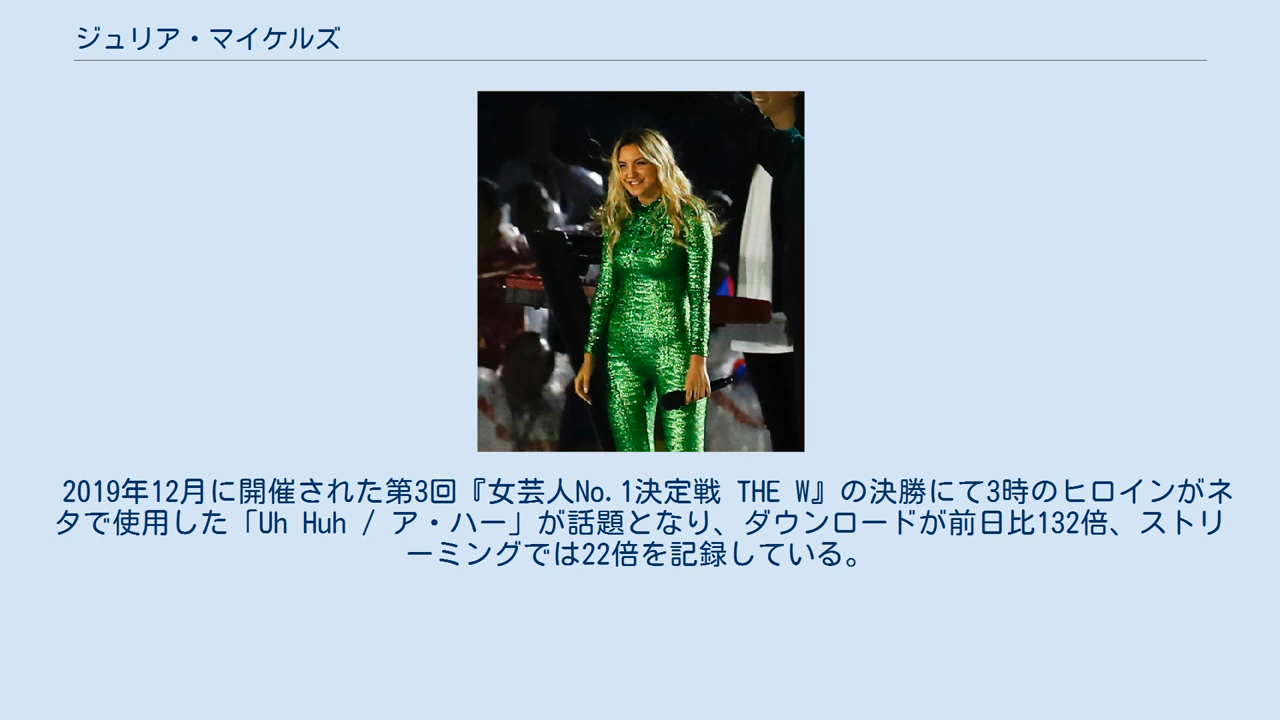 ジュリア・マイケルズ
2019年12月に開催された第3回『女芸人No.1決定戦 THE W』の決勝にて3時のヒロインがネ
タで使用した「Uh Huh / ア・ハー」が話題となり、ダウンロードが前日比132倍、ストリ
ーミングでは22倍を記録している。